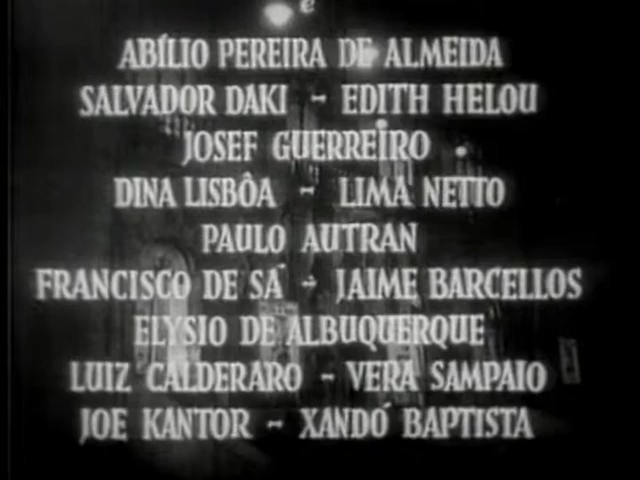 e
ABÍLIO PEREIRA DE ALMEIDA
SALVADOR DAKI - EDITH HELOU
JOSEF GUERREIRO
DINA LISBÔA - LIMA NETTO
PAULO AUTRAN
FRANCISCO DE SÁ - JAIME BARCELLOS
ELYSIO DE ALBUQUERQUE
LUIZ CALDERARO - VERA SAMPAIO
JOE KANTOR - XANDÓ BAPTISTA